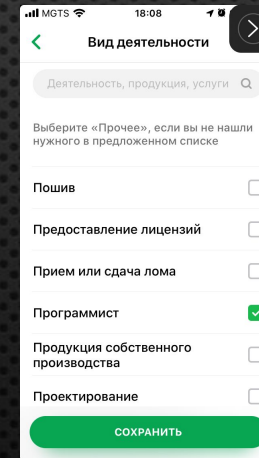 MGTS 18:08
Вид деятельности
Деятельность, продукция, услуги
Выберите «Прочее», если вы не нашли
нужного в предложенном списке
Пошив
Предоставление лицензий
Прием или сдача лома
Программист
Продукция собственного
производства
Проектирование
СОХРАНИТЬ